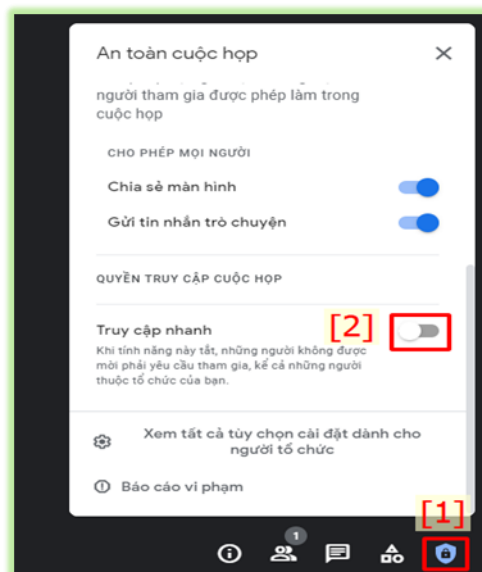 An toàn cuộc họp
người tham gia được phép làm trong
cuộc họp
CHO PHÉP MỌI NGƯỜI
Chia sẻ màn hình
Gửi tin nhắn trò chuyện
QUYỀN TRUY CẬP CUỘC HỌP
Truy cập nhanh
[2]
Khi tính năng này tắt, những người không được
mời phải yêu cầu tham gia, kể cả những người
thuộc tổ chức của bạn.
Xem tất cả tùy chọn cài đặt dành cho
người tổ chức
Báo cáo vi phạm
[1]
1